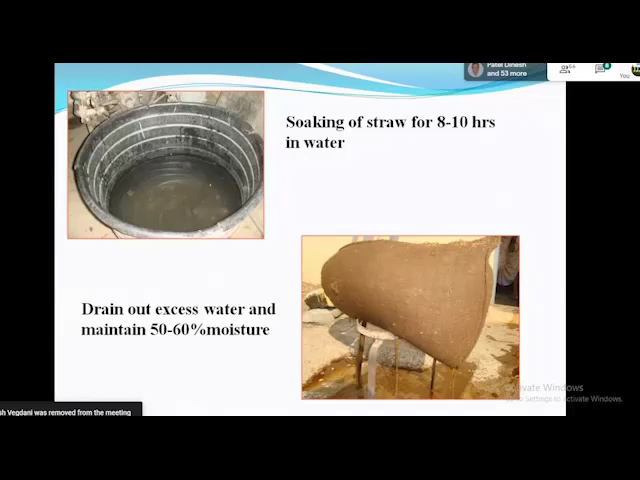 Patel Dinesh
and 53 more
You
Soaking of straw for 8-10 hrs
in water
Drain out excess water and
maintain 50-60%moisture
Activate Windows
Go to Settings to activate Windows.
sh Vegdani was removed from the meeting